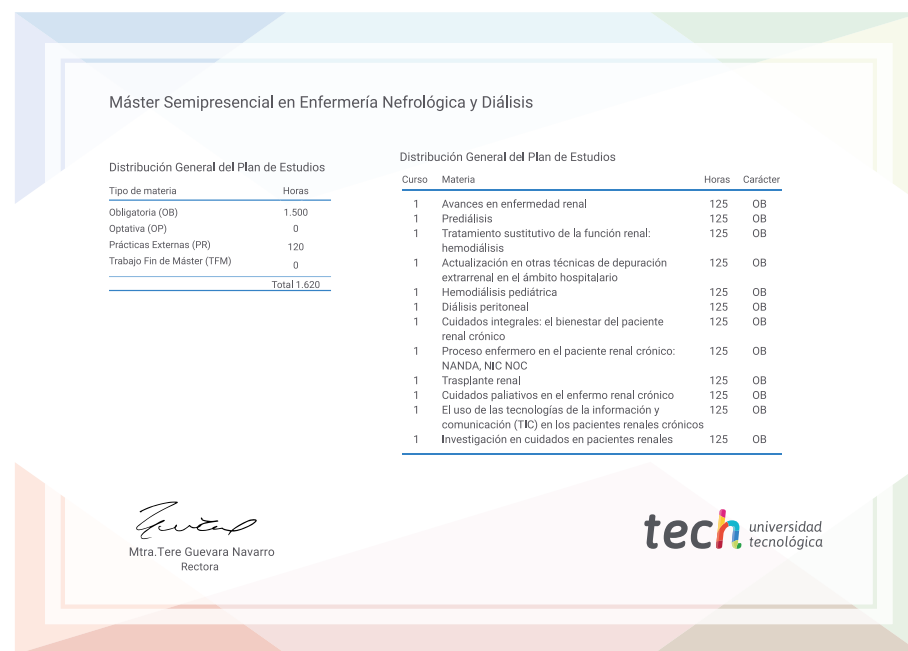 Máster Semipresencial en Enfermería Nefrológica y Diálisis
Distribución General del Plan de Estudios
Tipo de materia Horas
Obligatoria (OB) 1.500
Optativa (OP) 0
Prácticas Externas (PR) 120
Trabajo Fin de Máster (TFM) 0
Total 1.620
Distribución General del Plan de Estudios
Curso Materia Horas Carácter
1 Avances en enfermedad renal 125 OB
1 Prediálisis 125 OB
1 Tratamiento sustitutivo de la función renal: 125 OB
hemodiálisis
1 Actualización en otras técnicas de depuración 125 OB
extrarrenal en el ámbito hospitalario
1 Hemodiálisis pediátrica 125 OB
1 Diálisis peritoneal 125 OB
1 Cuidados integrales: el bienestar del paciente 125 OB
renal crónico
1 Proceso enfermero en el paciente renal crónico: 125 OB
NANDA, NIC NOC
1 Trasplante renal 125 OB
1 Cuidados paliativos en el enfermo renal crónico 125 OB
1 El uso de las tecnologías de la información y 125 OB
comunicación (TIC) en los pacientes renales crónicos
1 Investigación en cuidados en pacientes renales 125 OB
Mtra.Tere Guevara Navarro
Rectora
tech universidad
tecnológica